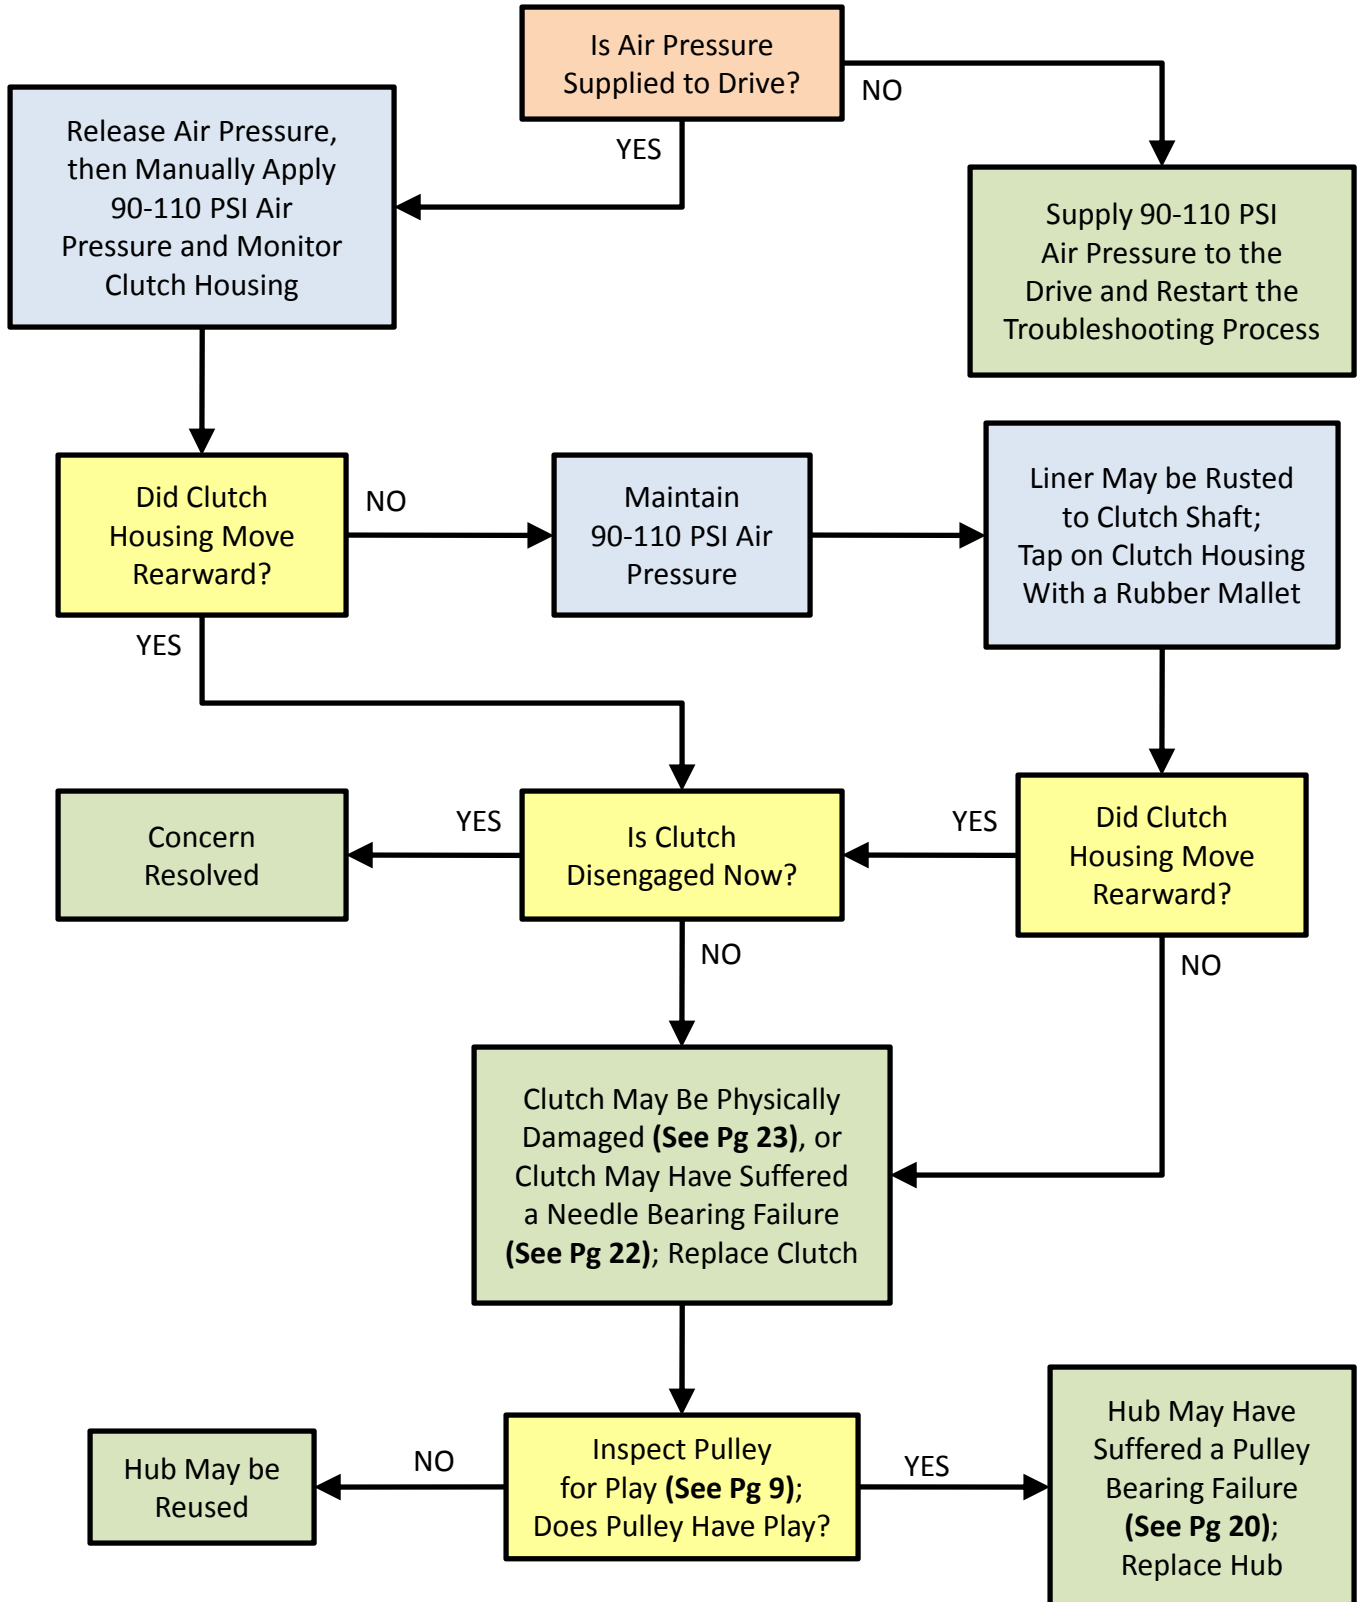 Is Air Pressure
Supplied to Drive?
NO
YES
Release Air Pressure,
then Manually Apply
90-110 PSI Air
Pressure and Monitor
Clutch Housing
Supply 90-110 PSI
Air Pressure to the
Drive and Restart the
Troubleshooting Process
Did Clutch
Housing Move
Rearward?
NO
YES
Maintain
90-110 PSI Air
Pressure
Liner May be Rusted
to Clutch Shaft;
Tap on Clutch Housing
With a Rubber Mallet
Concern
Resolved
YES
Is Clutch
Disengaged Now?
YES
NO
Did Clutch
Housing Move
Rearward?
NO
Clutch May Be Physically
Damaged (See Pg 23), or
Clutch May Have Suffered
a Needle Bearing Failure
(See Pg 22); Replace Clutch
Hub May be
Reused
NO
Inspect Pulley
for Play (See Pg 9);
Does Pulley Have Play?
YES
Hub May Have
Suffered a Pulley
Bearing Failure
(See Pg 20);
Replace Hub